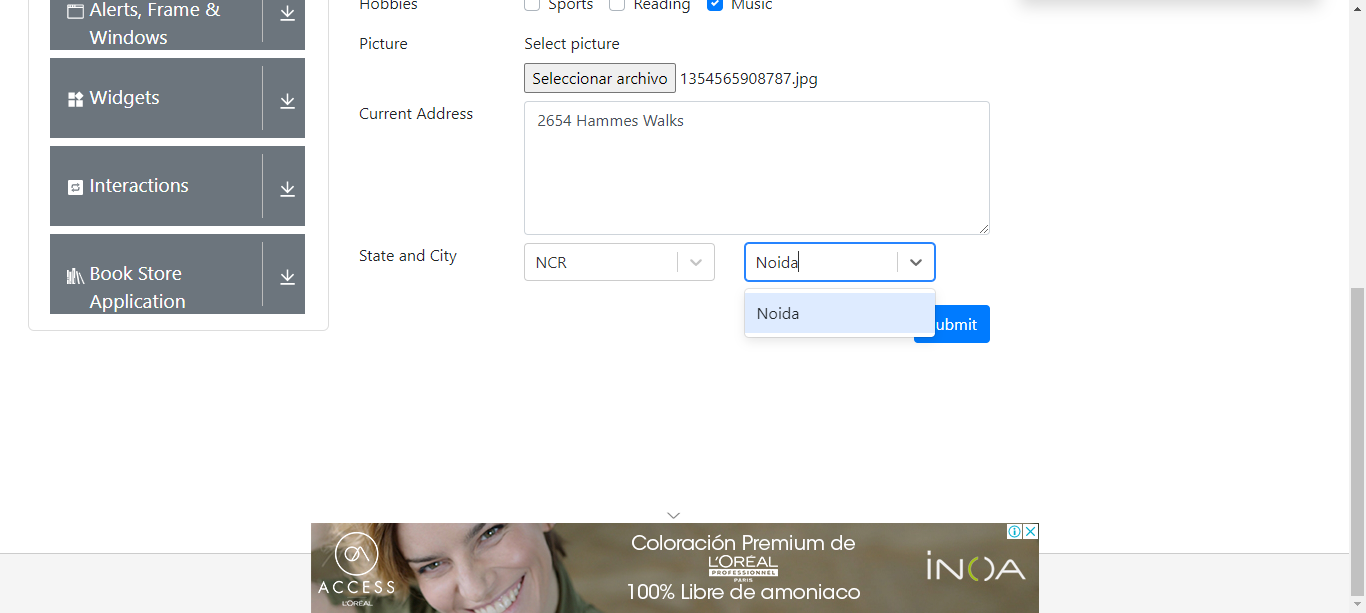 Alerts, Frame &
Windows
Widgets
Interactions
Book Store
Application
Hobbies
Sports Reading Music
Picture
Select picture
Seleccionar archivo 1354565908787.jpg
Current Address
2654 Hammes Walks
State and City
NCR
Noida
Noida
ubmit
ACCESS
L'ORÉAL
Coloración Premium de
L'ORÉAL
PROFESSIONNEL
PARIS
100% Libre de amoniaco
iNOA